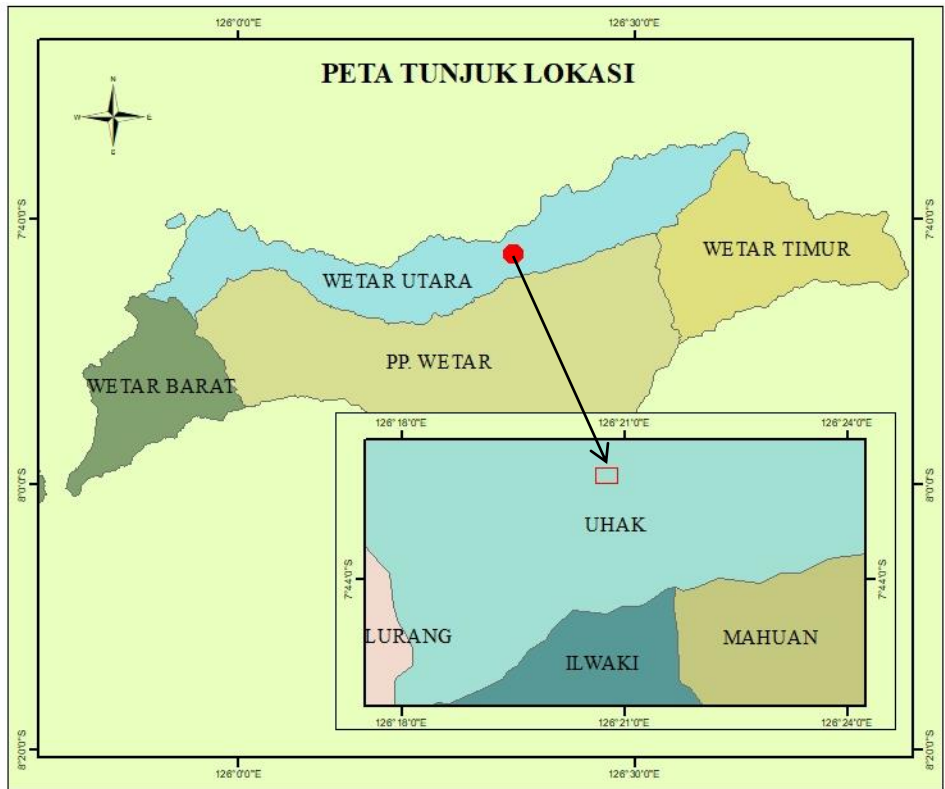 126°0'0"E
126°30'0"E
PETA TUNJUK LOKASI
N
W
E
S
7°40'0"S
7°40'0"S
WETAR TIMUR
WETAR UTARA
PP. WETAR
WETAR BARAT
126°18'0"E
126°21'0"E
126°24'0"E
8°0'0"S
8°0'0"S
UHAK
7°44'0"S
7°44'0"S
LURANG
MAHUAN
ILWAKI
126°18'0"E
126°21'0"E
126°24'0"E
8°20'0"S
8°20'0"S
126°0'0"E
126°30'0"E